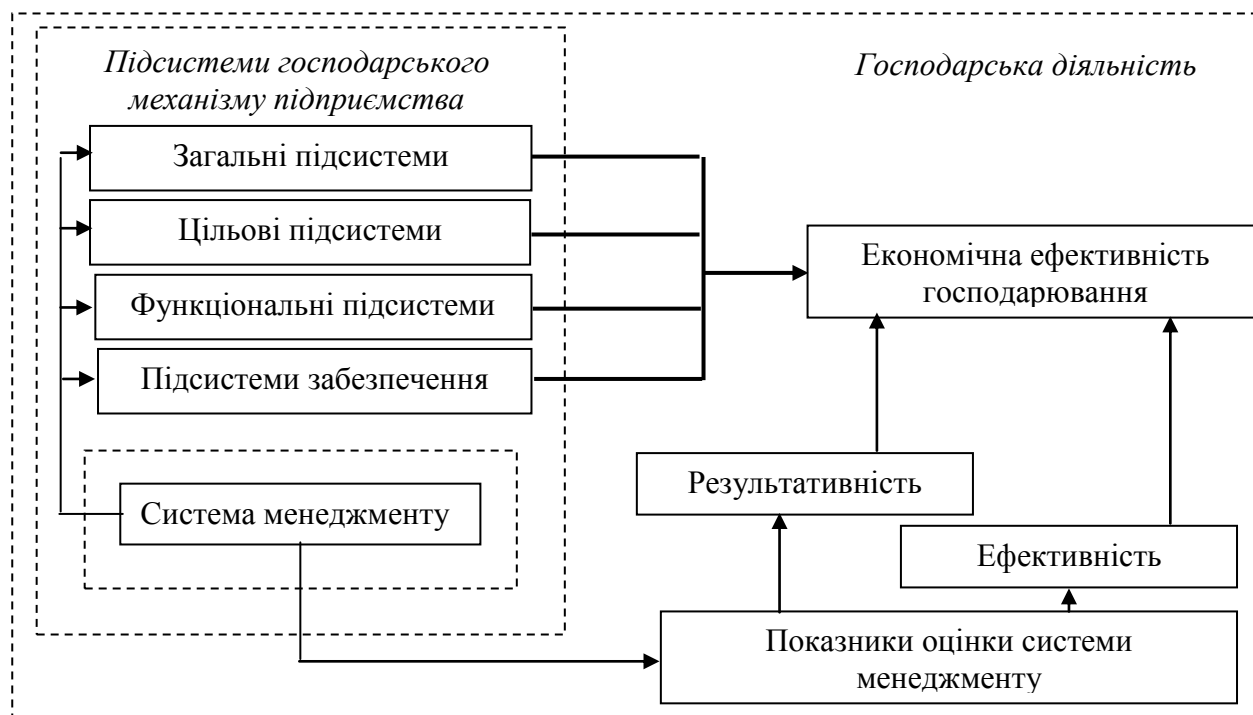 Підсистеми господарського
механізму підприємства
Господарська діяльність
Загальні підсистеми
Цільові підсистеми
Функціональні підсистеми
Підсистеми забезпечення
Система менеджменту
Економічна ефективність
господарювання
Результативність
Ефективність
Показники оцінки системи
менеджменту